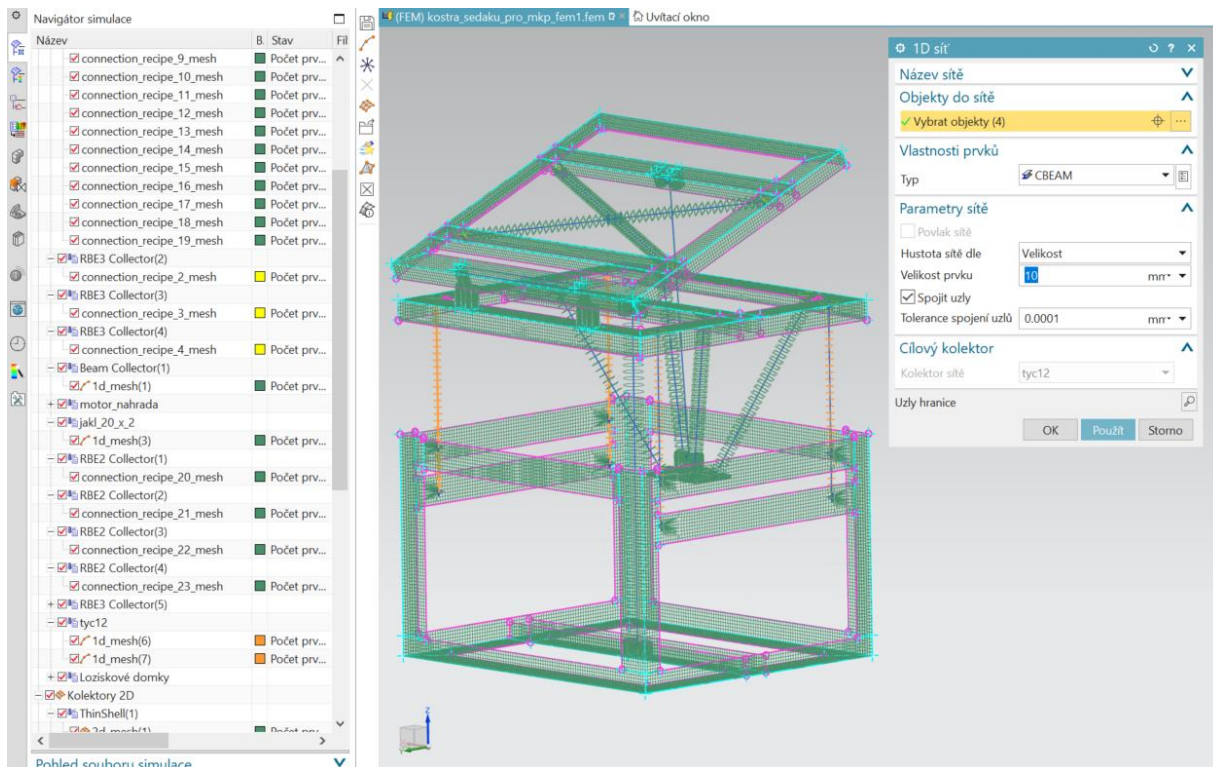 Navigátor simulace
Název B. Stav Fil
connection_recipe_9_mesh Počet prv...
connection_recipe_10_mesh Počet prv...
connection_recipe_11_mesh Počet prv...
connection_recipe_12_mesh Počet prv...
connection_recipe_13_mesh Počet prv...
connection_recipe_14_mesh Počet prv...
connection_recipe_15_mesh Počet prv...
connection_recipe_16_mesh Počet prv...
connection_recipe_17_mesh Počet prv...
connection_recipe_18_mesh Počet prv...
connection_recipe_19_mesh Počet prv...
RBE3 Collector(2)
connection_recipe_2_mesh Počet prv...
RBE3 Collector(3)
connection_recipe_3_mesh Počet prv...
RBE3 Collector(4)
connection_recipe_4_mesh Počet prv...
Beam Collector(1)
1d_mesh(1) Počet prv...
motor_nahrada
jakl_20_x_2
1d_mesh(3) Počet prv...
RBE2 Collector(1)
connection_recipe_20_mesh Počet prv...
RBE2 Collector(2)
connection_recipe_21_mesh Počet prv...
RBE2 Collector(3)
connection_recipe_22_mesh Počet prv...
RBE2 Collector(4)
connection_recipe_23_mesh Počet prv...
RBE3 Collector(5)
tyc12
1d_mesh(6) Počet prv...
1d_mesh(7) Počet prv...
Loziskové domky
Kolektory 2D
ThinShell(1)
2d_mesh(1) Počet prv...
Pohled souboru simulace
(FEM) kostra_sedaku_pro_mkp_fem1.fem
Uvítací okno
Z
1D síť
Název sítě
Objekty do sítě
Vybrat objekty (4)
Vlastnosti prvků
Typ CBEAM
Parametry sítě
Povlak sítě
Hustota sítě dle Velikost
Velikost prvku 10 mm
Spojit uzly
Tolerance spojení uzlů 0.0001 mm
Cílový kolektor
Kolektor sítě tyc12
Uzly hranice
OK Použít Storno